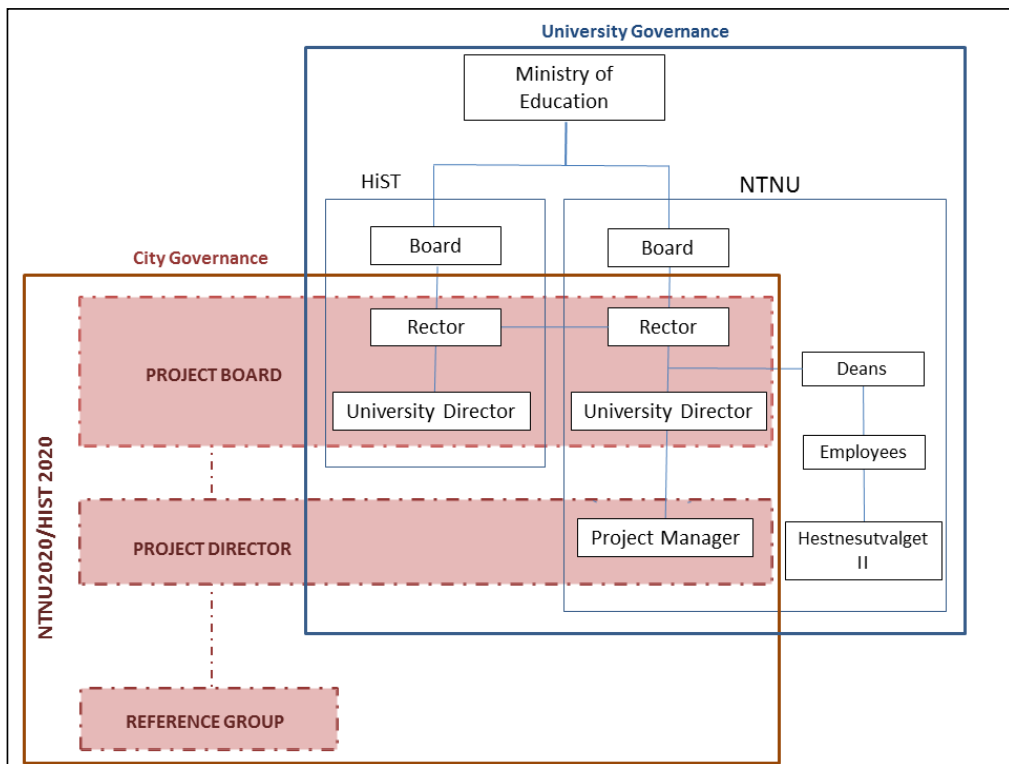 University Governance
Ministry of
Education
HiST
NTNU
Board
Board
City Governance
Rector
Rector
PROJECT BOARD
Deans
University Director
University Director
Employees
NTNU2020/HIST 2020
PROJECT DIRECTOR
Project Manager
Hestnesutvalget
II
REFERENCE GROUP